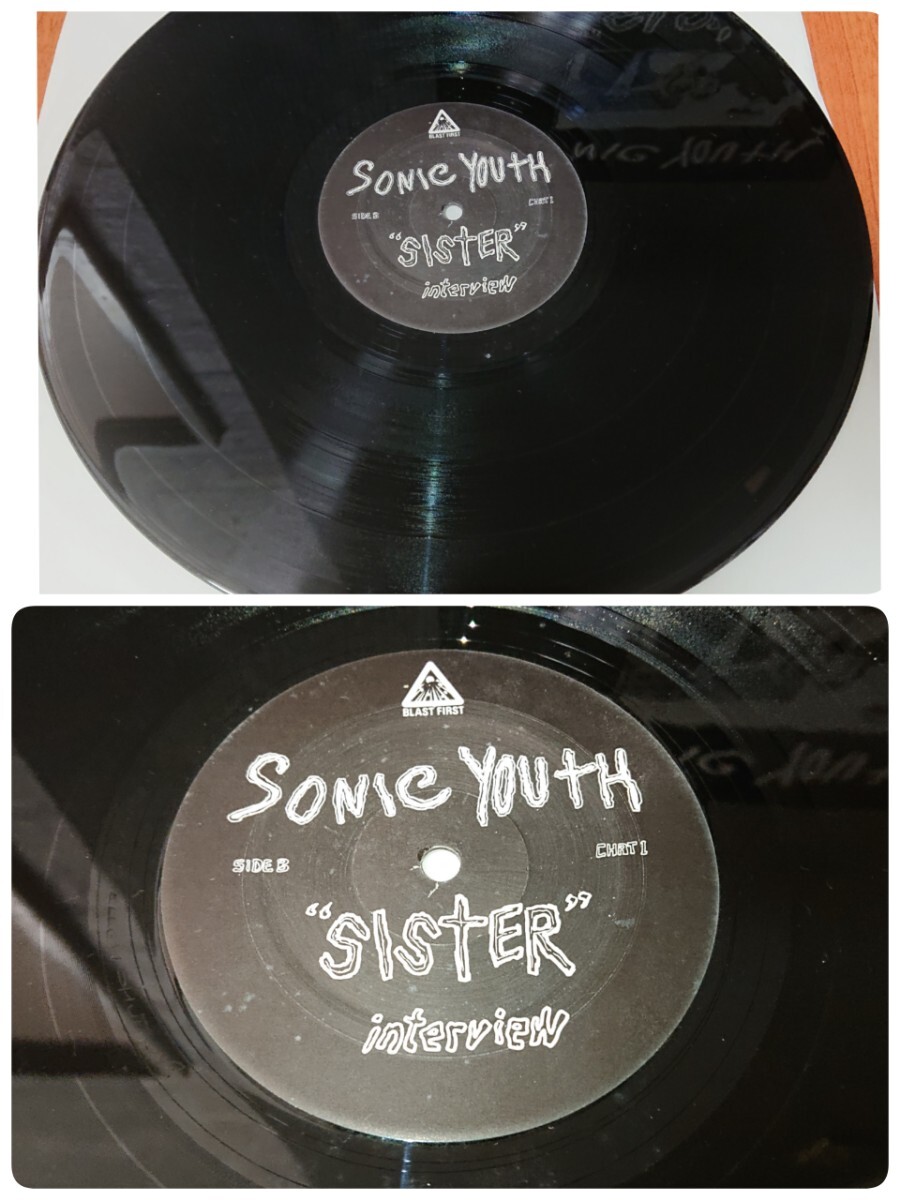 BLAST FIRST
SONIC YOUTH
SIDE B
CHAT 1
"SISTER"
interview
BLAST FIRST
SONIC YOUTH
SIDE B
CHAT 1
"SISTER"
interview